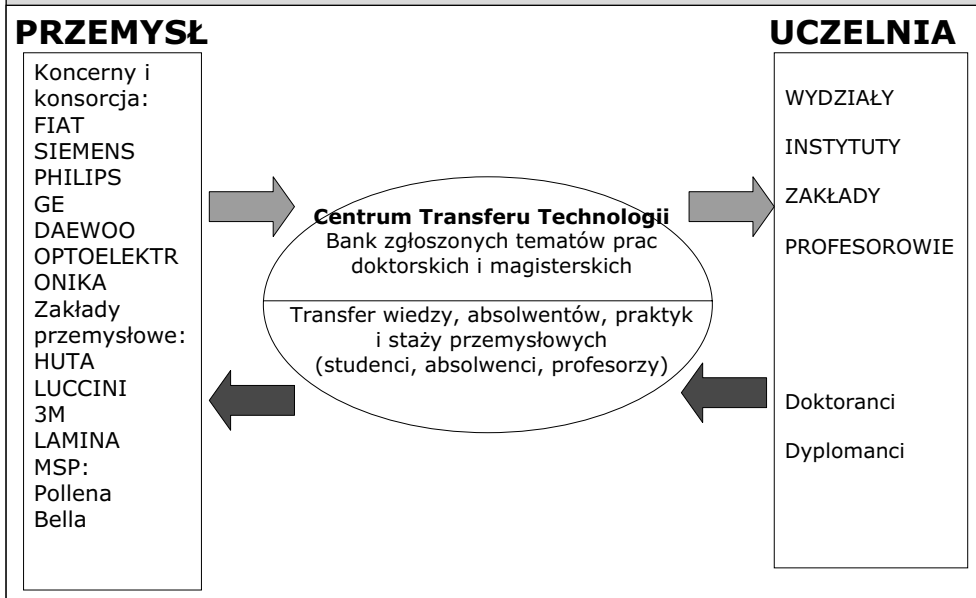 PRZEMYSŁ
Koncerny i
konsorcja:
FIAT
SIEMENS
PHILIPS
GE
DAEWOO
OPTOELEKTR
ONIKA
Zakłady
przemysłowe:
HUTA
LUCCINI
3M
LAMINA
MSP:
Pollena
Bella
Centrum Transferu Technologii
Bank zgłoszonych tematów prac
doktorskich i magisterskich
Transfer wiedzy, absolwentów, praktyk
i staży przemysłowych
(studenci, absolwenci, profesorzy)
UCZELNIA
WYDZIAŁY
INSTYTUTY
ZAKŁADY
PROFESOROWIE
Doktoranci
Dyplomanci